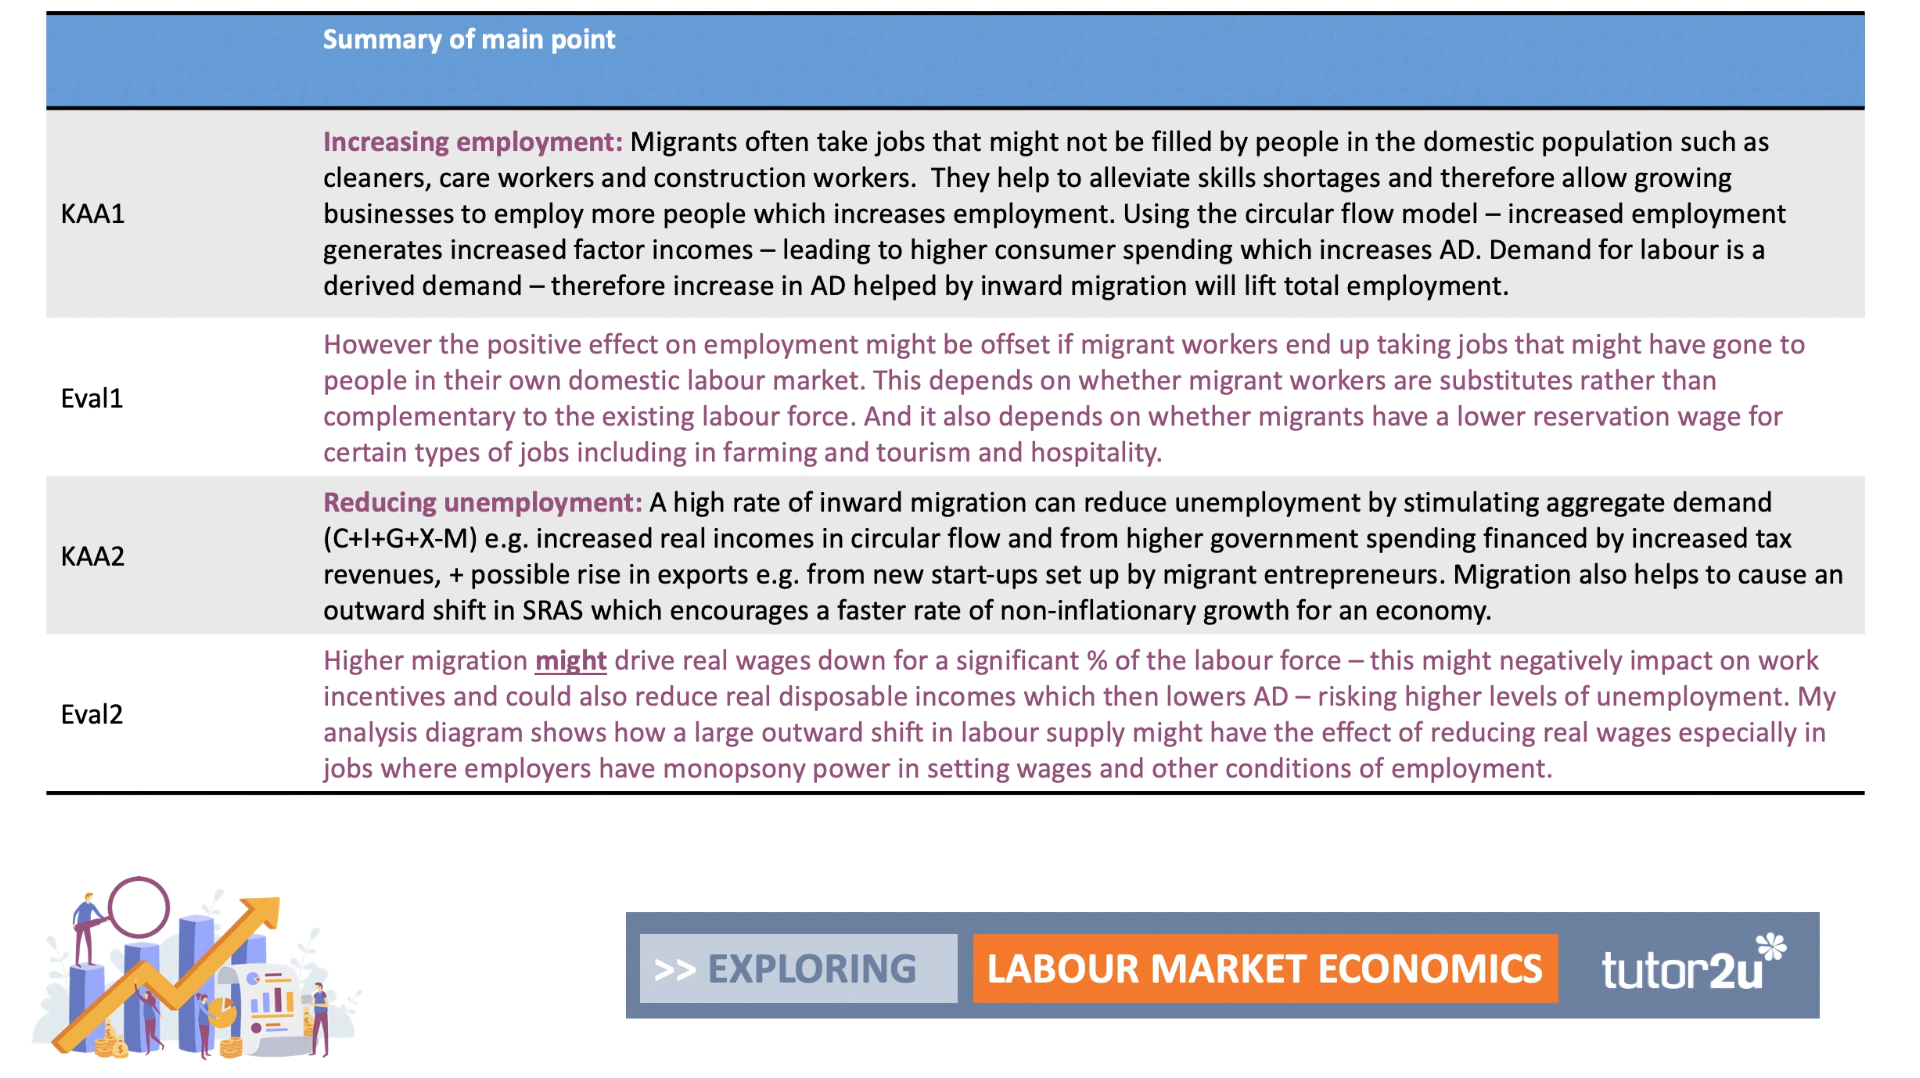 Summary of main point
KAA1
Increasing employment: Migrants often take jobs that might not be filled by people in the domestic population such as
cleaners, care workers and construction workers.  They help to alleviate skills shortages and therefore allow growing
businesses to employ more people which increases employment. Using the circular flow model – increased employment
generates increased factor incomes – leading to higher consumer spending which increases AD. Demand for labour is a
derived demand – therefore increase in AD helped by inward migration will lift total employment.
Eval1
However the positive effect on employment might be offset if migrant workers end up taking jobs that might have gone to
people in their own domestic labour market. This depends on whether migrant workers are substitutes rather than
complementary to the existing labour force. And it also depends on whether migrants have a lower reservation wage for
certain types of jobs including in farming and tourism and hospitality.
KAA2
Reducing unemployment: A high rate of inward migration can reduce unemployment by stimulating aggregate demand
(C+I+G+X-M) e.g. increased real incomes in circular flow and from higher government spending financed by increased tax
revenues, + possible rise in exports e.g. from new start-ups set up by migrant entrepreneurs. Migration also helps to cause an
outward shift in SRAS which encourages a faster rate of non-inflationary growth for an economy.
Eval2
Higher migration might drive real wages down for a significant % of the labour force – this might negatively impact on work
incentives and could also reduce real disposable incomes which then lowers AD – risking higher levels of unemployment. My
analysis diagram shows how a large outward shift in labour supply might have the effect of reducing real wages especially in
jobs where employers have monopsony power in setting wages and other conditions of employment.
>> EXPLORING LABOUR MARKET ECONOMICS tutor2u